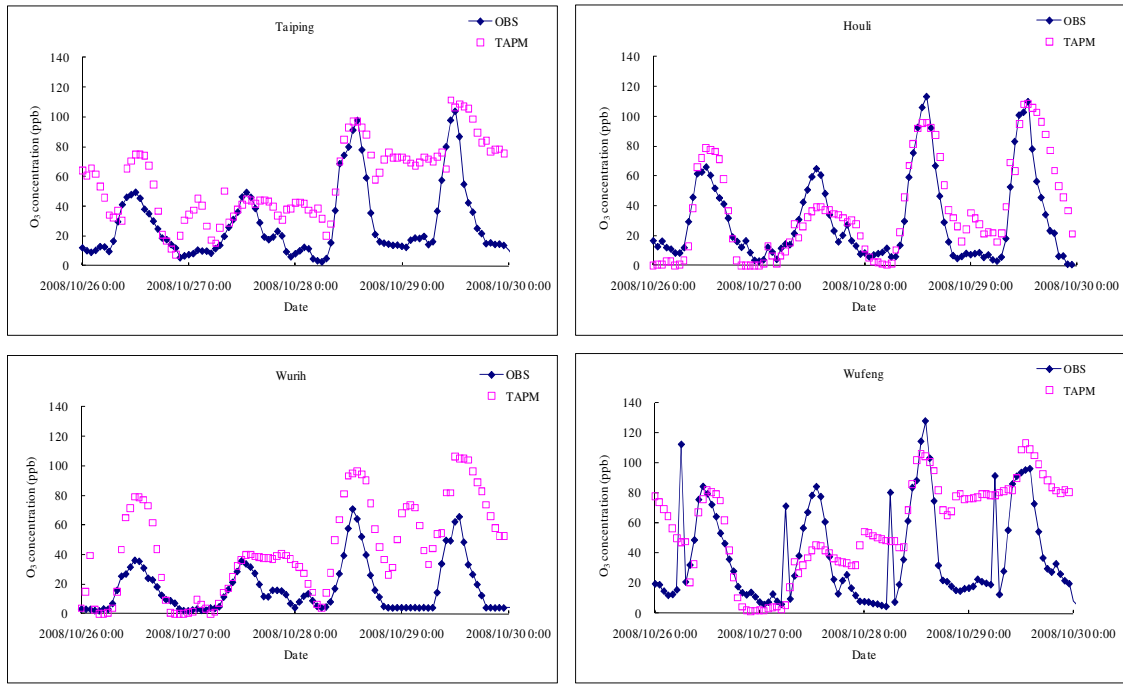 Taiping
OBS
TAPM
O3 concentration (ppb)
140
120
100
80
60
40
20
0
2008/10/26 0:00
2008/10/27 0:00
2008/10/28 0:00
2008/10/29 0:00
2008/10/30 0:00
Date
Houli
OBS
TAPM
O3 concentration (ppb)
140
120
100
80
60
40
20
0
2008/10/26 0:00
2008/10/27 0:00
2008/10/28 0:00
2008/10/29 0:00
2008/10/30 0:00
Date
Wurih
OBS
TAPM
O3 concentration (ppb)
140
120
100
80
60
40
20
0
2008/10/26 0:00
2008/10/27 0:00
2008/10/28 0:00
2008/10/29 0:00
2008/10/30 0:00
Date
Wufeng
OBS
TAPM
O3 concentration (ppb)
140
120
100
80
60
40
20
0
2008/10/26 0:00
2008/10/27 0:00
2008/10/28 0:00
2008/10/29 0:00
2008/10/30 0:00
Date